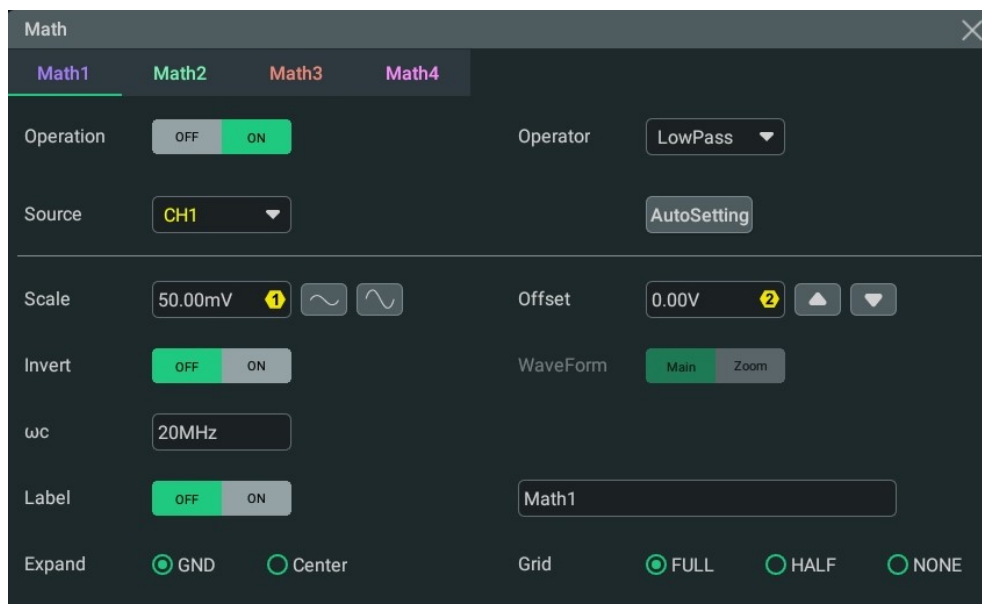 Math
Math1 Math2 Math3 Math4
Operation OFF ON Operator LowPass
Source CH1 AutoSetting
Scale 50.00mV 1 Offset 0.00V 2
Invert OFF ON WaveForm Main Zoom
ωc 20MHz
Label OFF ON Math1
Expand GND Center Grid FULL HALF NONE